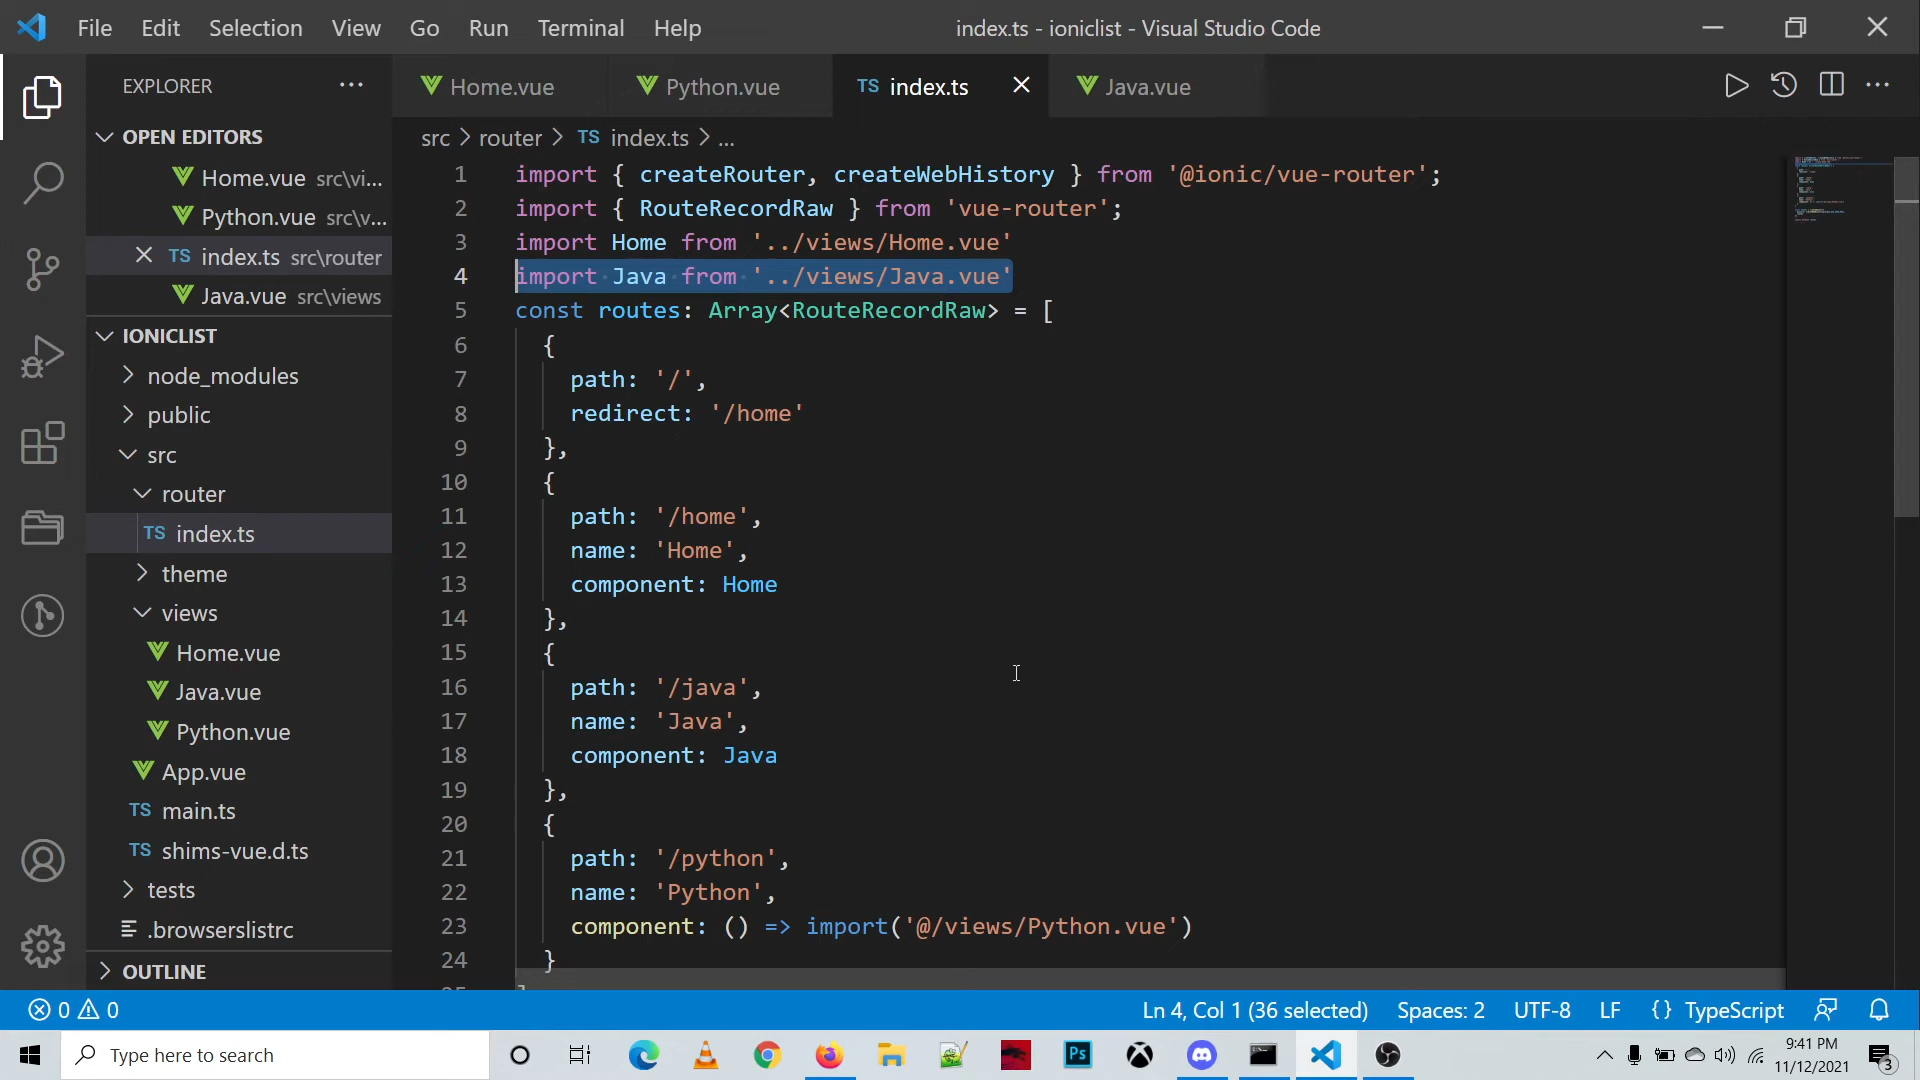 File Edit Selection View Go Run Terminal Help
index.ts - ioniclist - Visual Studio Code
EXPLORER
Home.vue
Python.vue
TS index.ts
Java.vue
OPEN EDITORS
Home.vue src\vi...
Python.vue src\v...
TS index.ts src\router
Java.vue src\views
IONICLIST
node_modules
public
src
router
TS index.ts
theme
views
Home.vue
Java.vue
Python.vue
App.vue
TS main.ts
TS shims-vue.d.ts
tests
.browserslistrc
OUTLINE
src > router > TS index.ts > ...
1 import { createRouter, createWebHistory } from '@ionic/vue-router';
2 import { RouteRecordRaw } from 'vue-router';
3 import Home from '../views/Home.vue'
4 import Java from '../views/Java.vue'
5 const routes: Array<RouteRecordRaw> = [
6 {
7 path: '/',
8 redirect: '/home'
9 },
10 {
11 path: '/home',
12 name: 'Home',
13 component: Home
14 },
15 {
16 path: '/java',
17 name: 'Java',
18 component: Java
19 },
20 {
21 path: '/python',
22 name: 'Python',
23 component: () => import('@/views/Python.vue')
24 }
0 0
Ln 4, Col 1 (36 selected) Spaces: 2 UTF-8 LF {} TypeScript
Type here to search
Ps
9:41 PM
11/12/2021
3